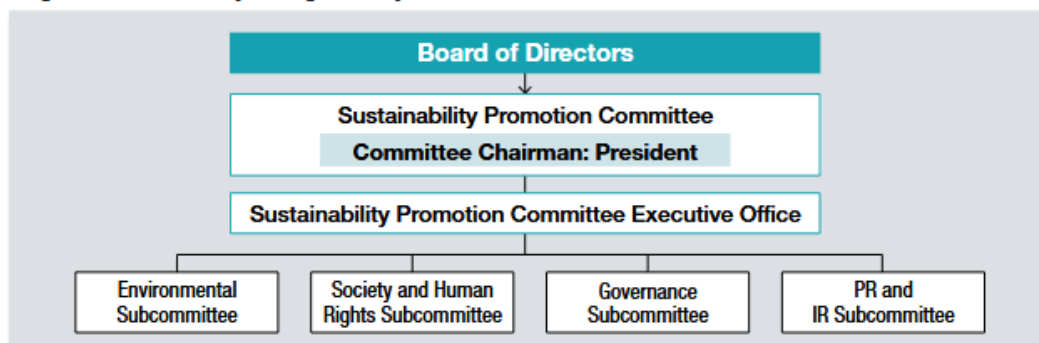 Board of Directors
Sustainability Promotion Committee
Committee Chairman: President
Sustainability Promotion Committee Executive Office
Environmental
Subcommittee
Society and Human
Rights Subcommittee
Governance
Subcommittee
PR and
IR Subcommittee